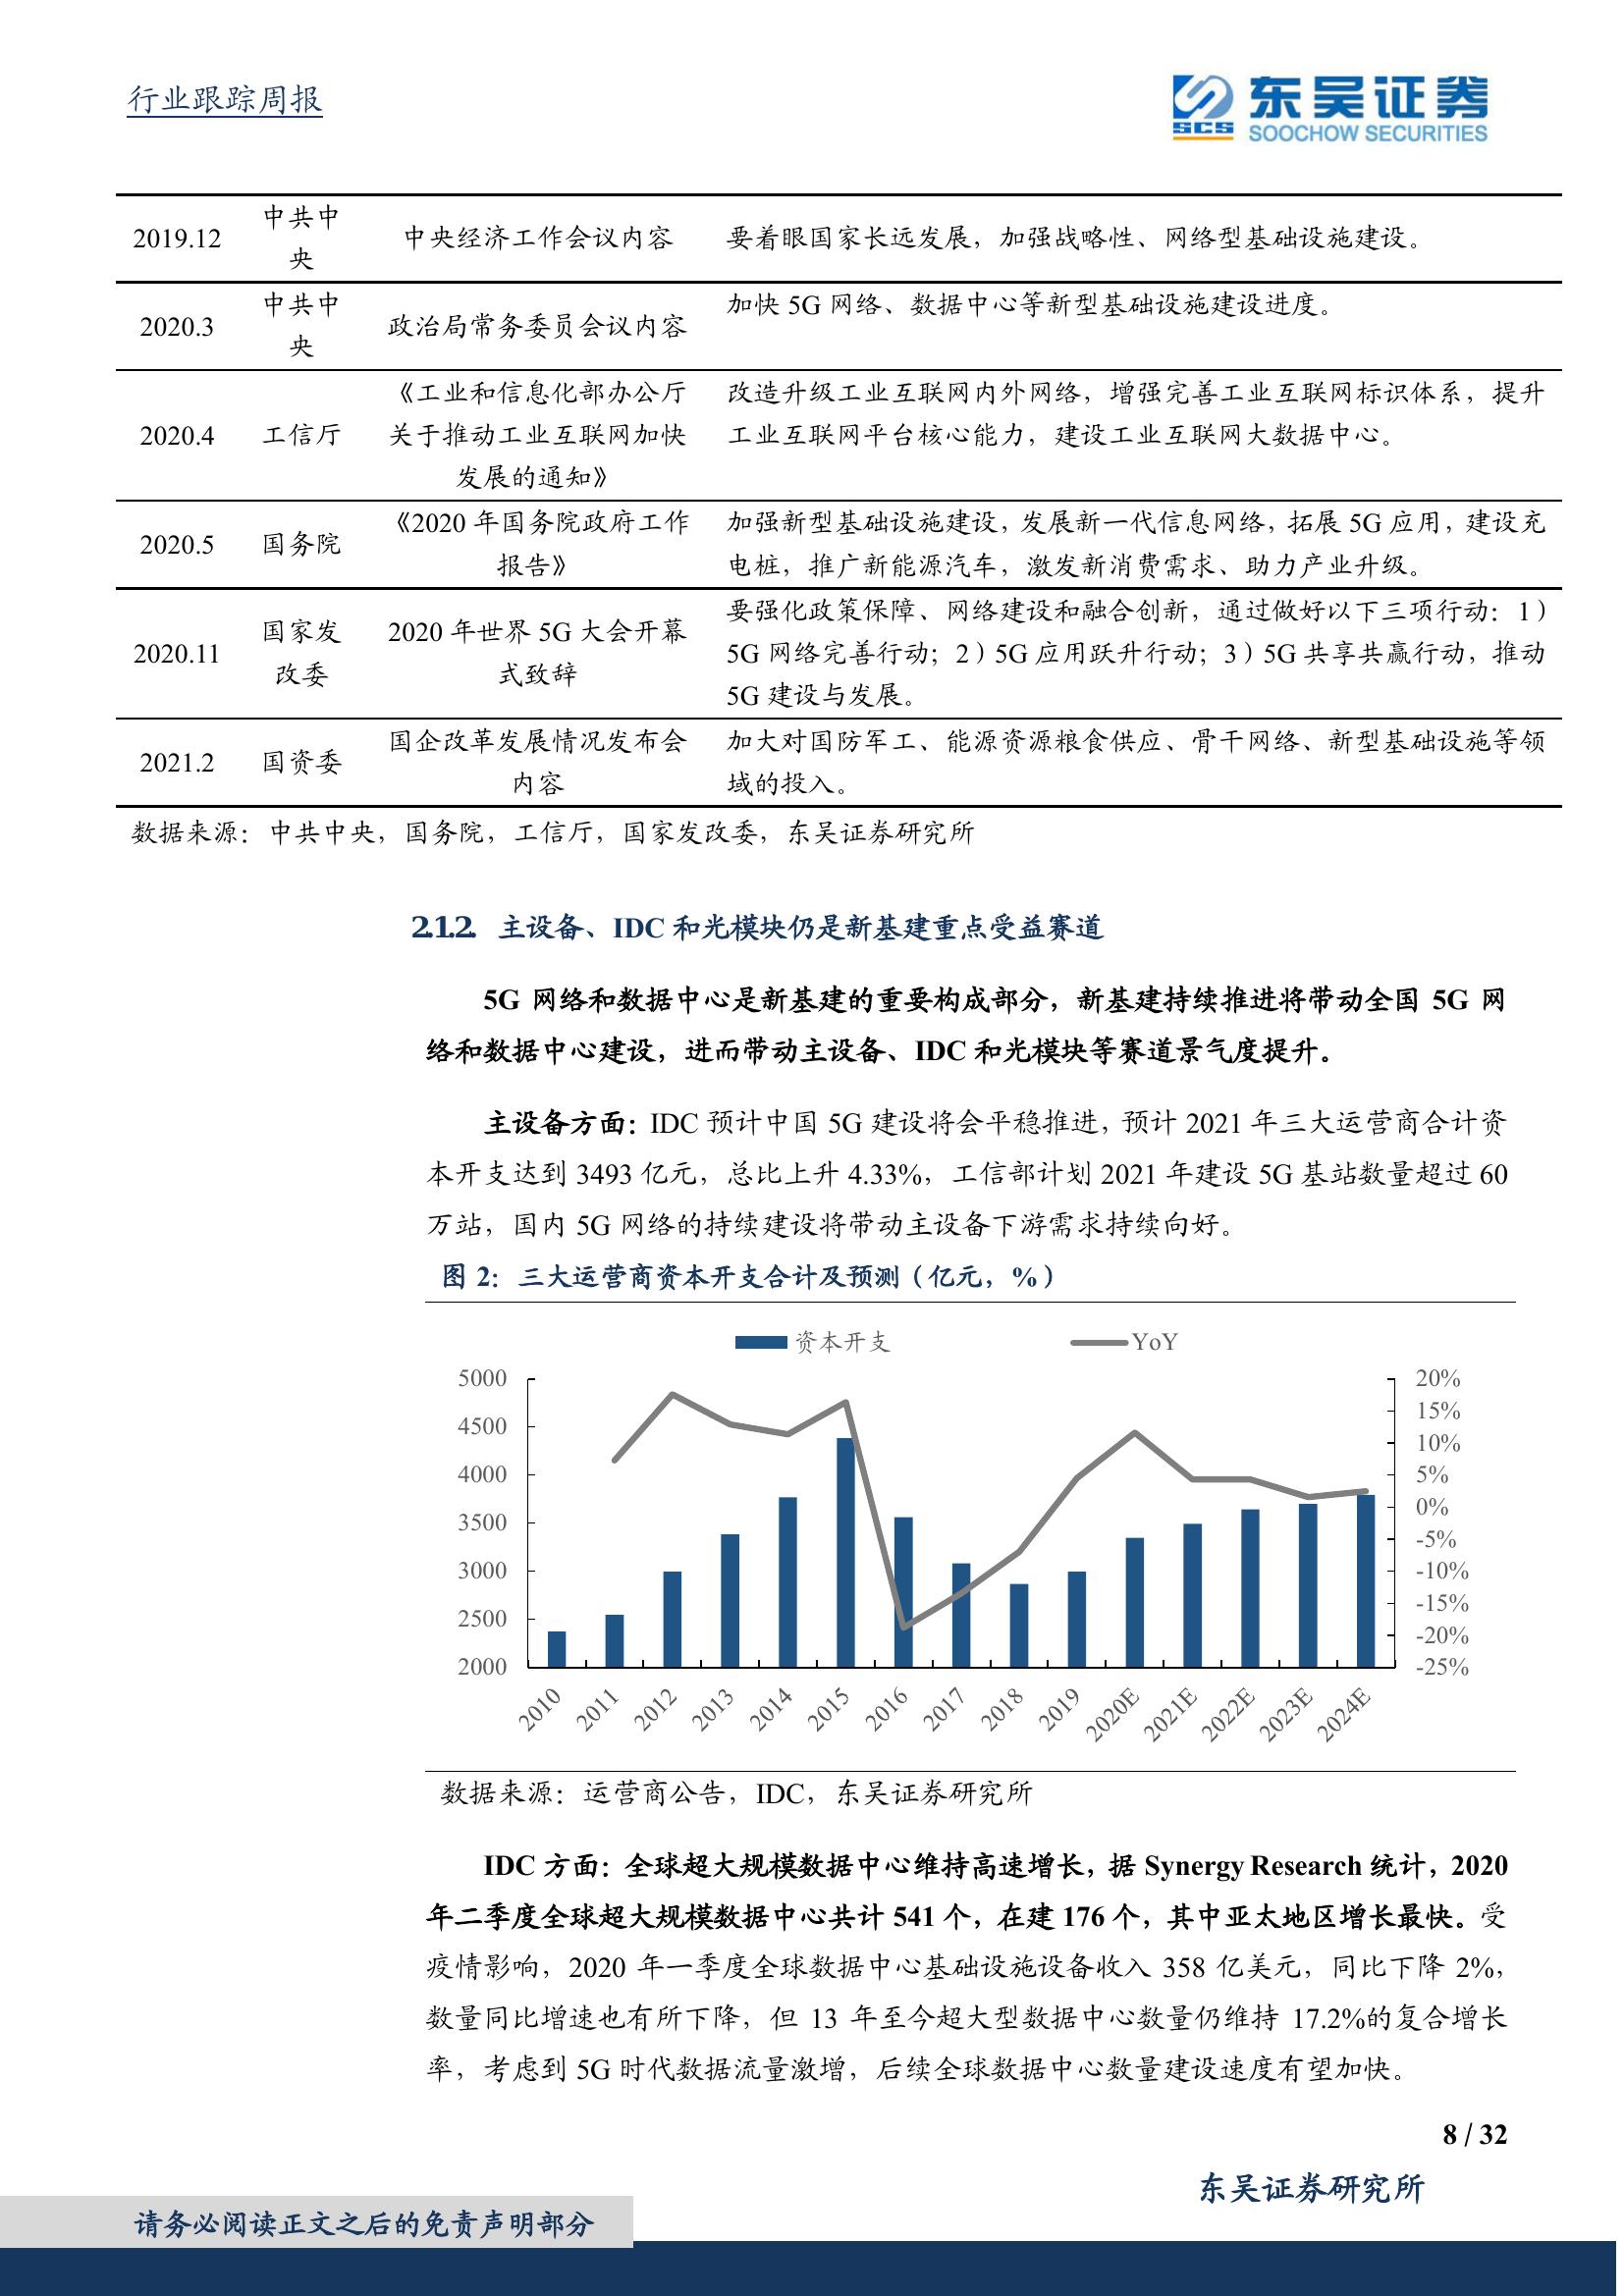 行业跟踪周报
东吴证券
SCS
SOOCHOW SECURITIES
2019.12
中共中
央
中央经济工作会议内容
要着眼国家长远发展，加强战略性、网络型基础设施建设。
2020.3
中共中
央
政治局常务委员会议内容
加快 5G 网络、数据中心等新型基础设施建设进度。
2020.4
工信厅
《工业和信息化部办公厅
关于推动工业互联网加快
发展的通知》
改造升级工业互联网内外网络，增强完善工业互联网标识体系，提升
工业互联网平台核心能力，建设工业互联网大数据中心。
2020.5
国务院
《2020 年国务院政府工作
报告》
加强新型基础设施建设，发展新一代信息网络，拓展 5G 应用，建设充
电桩，推广新能源汽车，激发新消费需求、助力产业升级。
2020.11
国家发
改委
2020 年世界 5G 大会开幕
式致辞
要强化政策保障、网络建设和融合创新，通过做好以下三项行动：1）
5G 网络完善行动；2）5G 应用跃升行动；3）5G 共享共赢行动，推动
5G 建设与发展。
2021.2
国资委
国企改革发展情况发布会
内容
加大对国防军工、能源资源粮食供应、骨干网络、新型基础设施等领
域的投入。
数据来源：中共中央，国务院，工信厅，国家发改委，东吴证券研究所
2.1.2. 主设备、IDC 和光模块仍是新基建重点受益赛道
5G 网络和数据中心是新基建的重要构成部分，新基建持续推进将带动全国 5G 网
络和数据中心建设，进而带动主设备、IDC 和光模块等赛道景气度提升。
主设备方面：IDC 预计中国 5G 建设将会平稳推进，预计 2021 年三大运营商合计资
本开支达到 3493 亿元，总比上升 4.33%，工信部计划 2021 年建设 5G 基站数量超过 60
万站，国内 5G 网络的持续建设将带动主设备下游需求持续向好。
图 2：三大运营商资本开支合计及预测（亿元，%）
资本开支 YoY
5000
4500
4000
3500
3000
2500
2000
20%
15%
10%
5%
0%
-5%
-10%
-15%
-20%
-25%
2010 2011 2012 2013 2014 2015 2016 2017 2018 2019 2020E 2021E 2022E 2023E 2024E
数据来源：运营商公告，IDC，东吴证券研究所
IDC 方面：全球超大规模数据中心维持高速增长，据 Synergy Research 统计，2020
年二季度全球超大规模数据中心共计 541 个，在建 176 个，其中亚太地区增长最快。受
疫情影响，2020 年一季度全球数据中心基础设施设备收入 358 亿美元，同比下降 2%，
数量同比增速也有所下降，但 13 年至今超大型数据中心数量仍维持 17.2%的复合增长
率，考虑到 5G 时代数据流量激增，后续全球数据中心数量建设速度有望加快。
8 / 32
东吴证券研究所
请务必阅读正文之后的免责声明部分